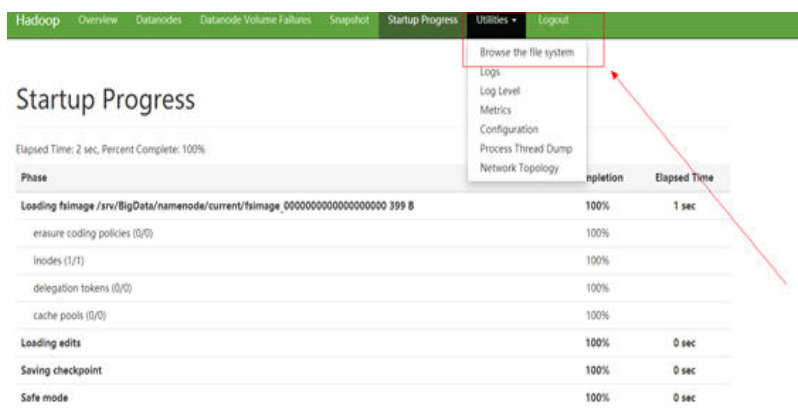 Hadoop Overview Datanodes Datanode Volume Failures Snapshot Startup Progress Utilities Logout
Browse the file system
Logs
Log Level
Metrics
Configuration
Process Thread Dump
Network Topology
Startup Progress
Elapsed Time: 2 sec, Percent Complete: 100%
Phase mpletion Elapsed Time
Loading fsimage /srv/BigData/namenode/current/fsimage_0000000000000000000 399 B 100% 1 sec
erasure coding policies (0/0) 100%
inodes (1/1) 100%
delegation tokens (0/0) 100%
cache pools (0/0) 100%
Loading edits 100% 0 sec
Saving checkpoint 100% 0 sec
Safe mode 100% 0 sec